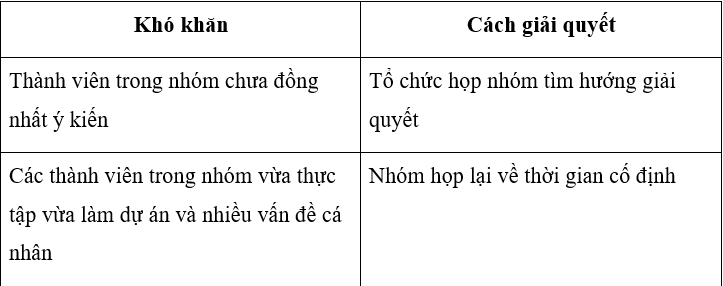 Khó khăn
Cách giải quyết
Thành viên trong nhóm chưa đồng
nhất ý kiến
Tổ chức họp nhóm tìm hướng giải
quyết
Các thành viên trong nhóm vừa thực
tập vừa làm dự án và nhiều vấn đề cá
nhân
Nhóm họp lại về thời gian cố định